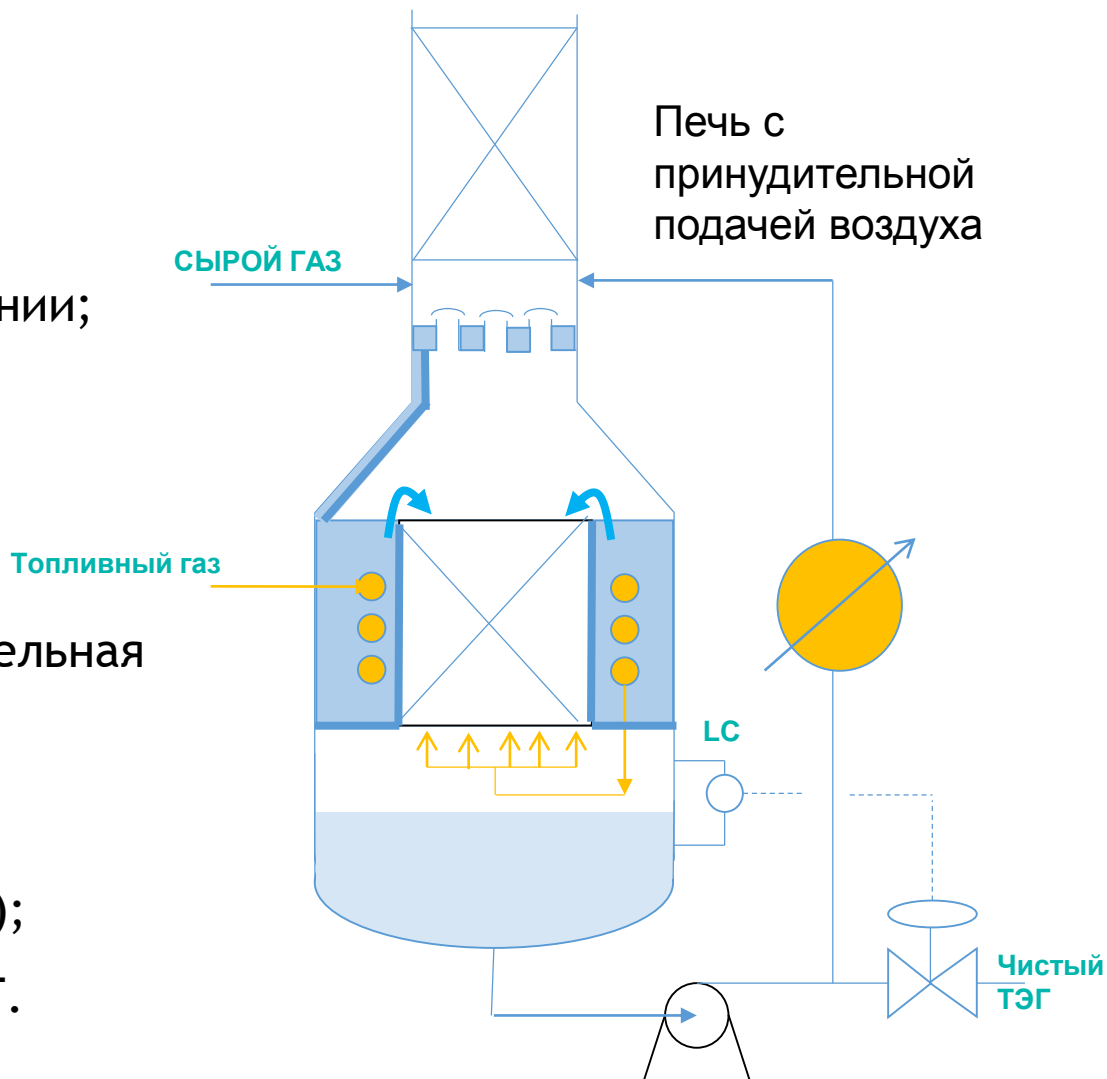 Печь с
принудительной
подачей воздуха
СЫРОЙ ГАЗ
нии;
Топливный газ
ельная
LC
);
Чистый
ТЭГ
.